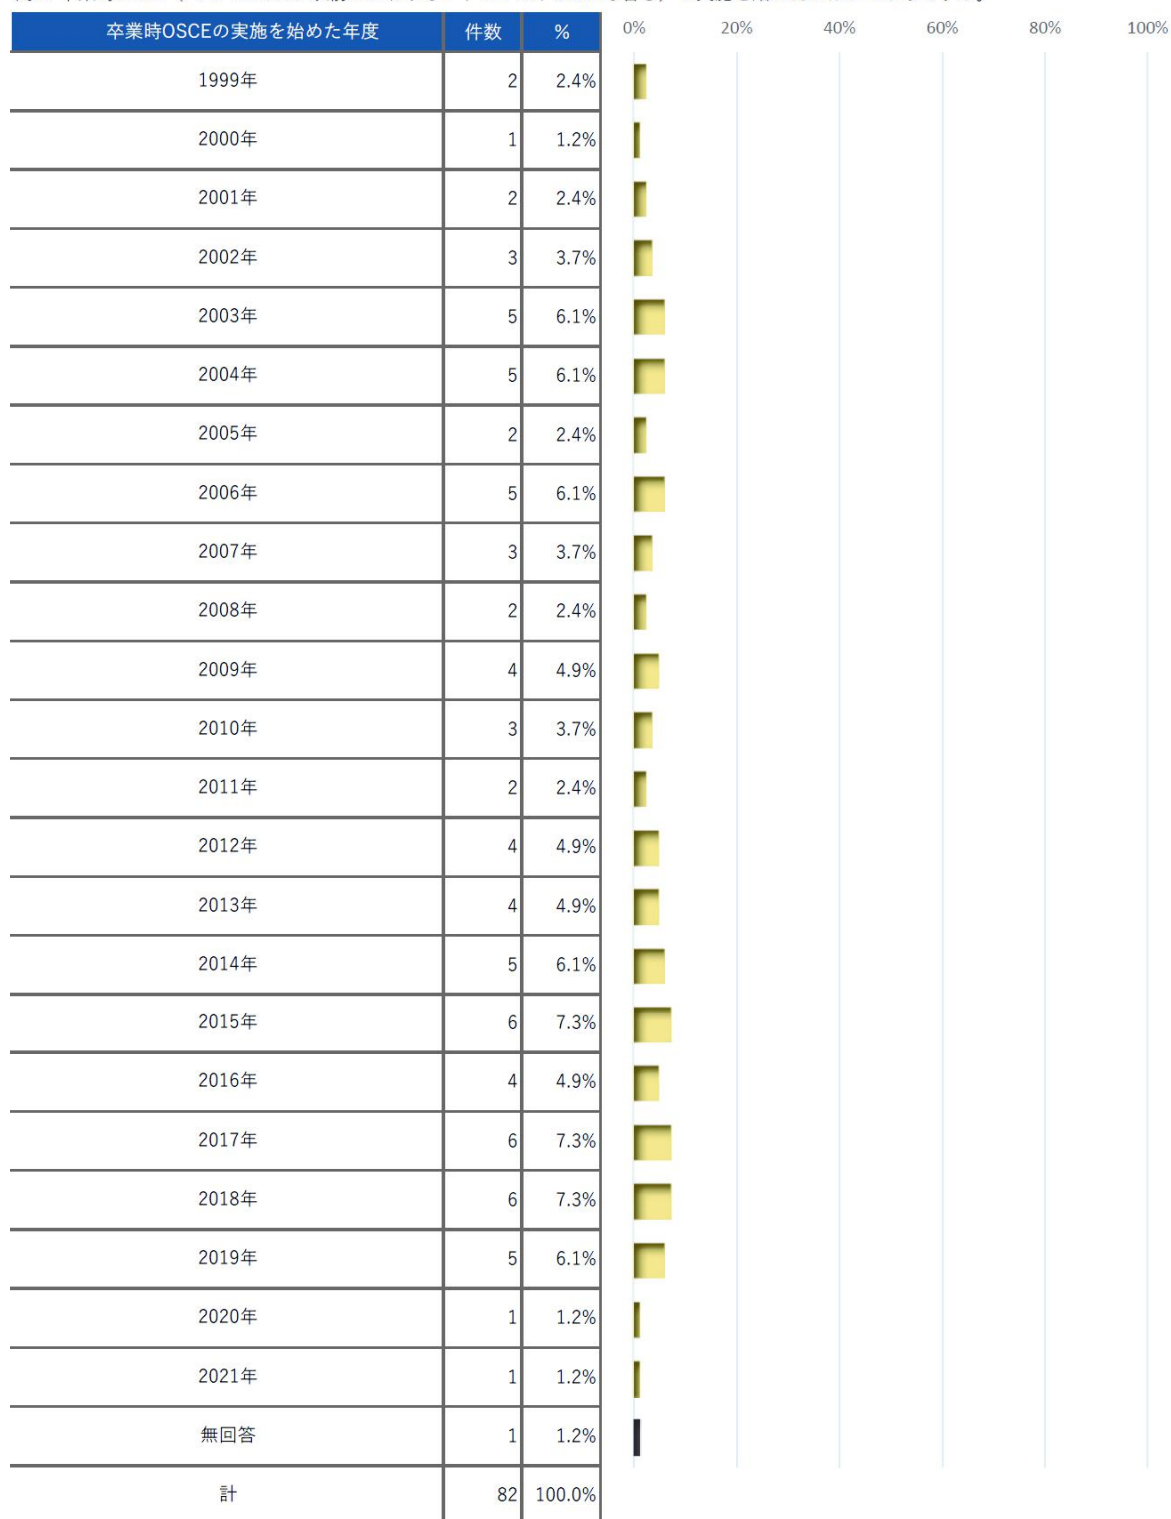 卒業時OSCEの実施を始めた年度 件数 % 0% 20% 40% 60% 80% 100%
1999年 2 2.4%
2000年 1 1.2%
2001年 2 2.4%
2002年 3 3.7%
2003年 5 6.1%
2004年 5 6.1%
2005年 2 2.4%
2006年 5 6.1%
2007年 3 3.7%
2008年 2 2.4%
2009年 4 4.9%
2010年 3 3.7%
2011年 2 2.4%
2012年 4 4.9%
2013年 4 4.9%
2014年 5 6.1%
2015年 6 7.3%
2016年 4 4.9%
2017年 6 7.3%
2018年 6 7.3%
2019年 5 6.1%
2020年 1 1.2%
2021年 1 1.2%
無回答 1 1.2%
計 82 100.0%